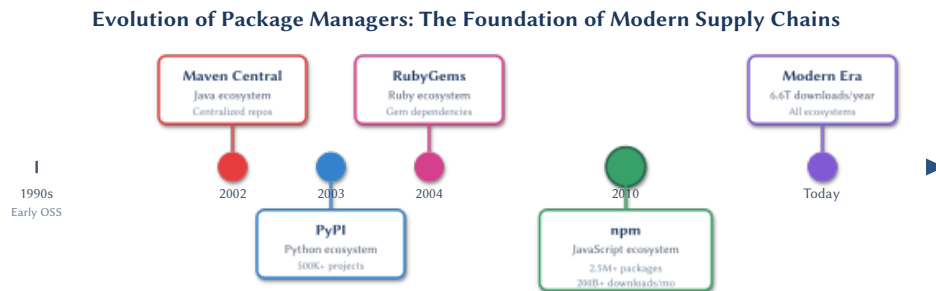 Evolution of Package Managers: The Foundation of Modern Supply Chains
Maven Central
Java ecosystem
Centralized repos
RubyGems
Ruby ecosystem
Gem dependencies
Modern Era
6.6T downloads/year
All ecosystems
1990s
Early OSS
2002
2003
2004
2010
Today
PyPI
Python ecosystem
500K+ projects
npm
JavaScript ecosystem
2.5M+ packages
200B+ downloads/mo